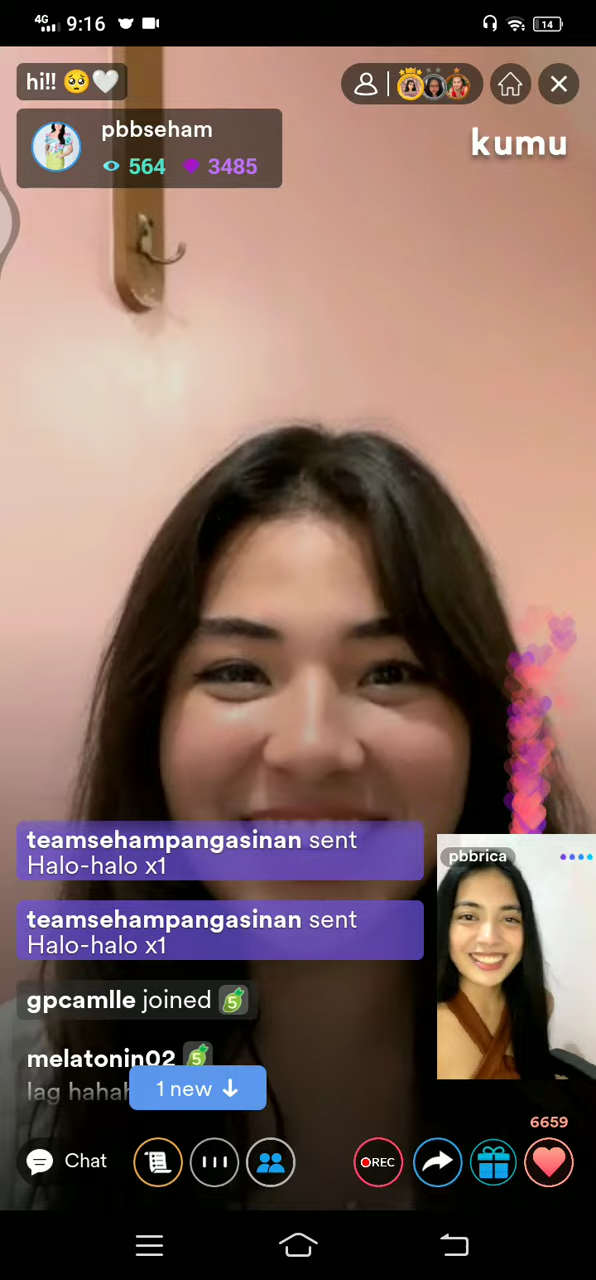 4G 9:16
14
hi!! 🥺🤍
pbbseham
564 3485
kumu
teamsehampangasinan sent
Halo-halo x1
teamsehampangasinan sent
Halo-halo x1
pbbrica
gpcamlle joined 5
melatonin02 5
lag hahah
1 new
6659
Chat
REC